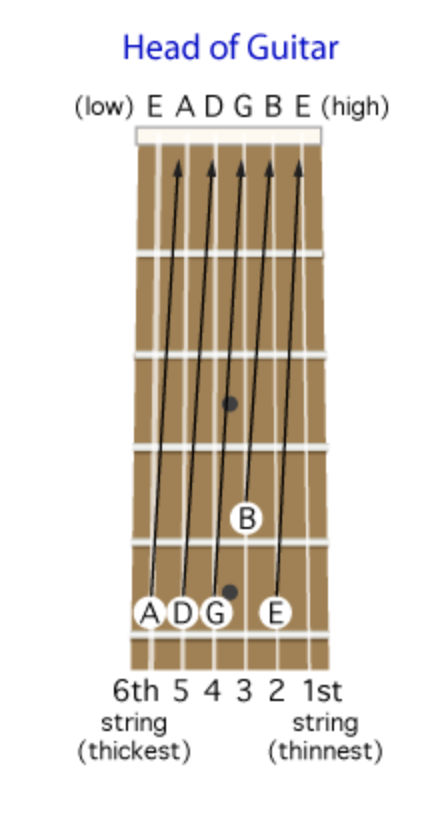 Head of Guitar
(low) E A D G B E (high)
B
A D G E
6th 5 4 3 2 1st
string string
(thickest) (thinnest)